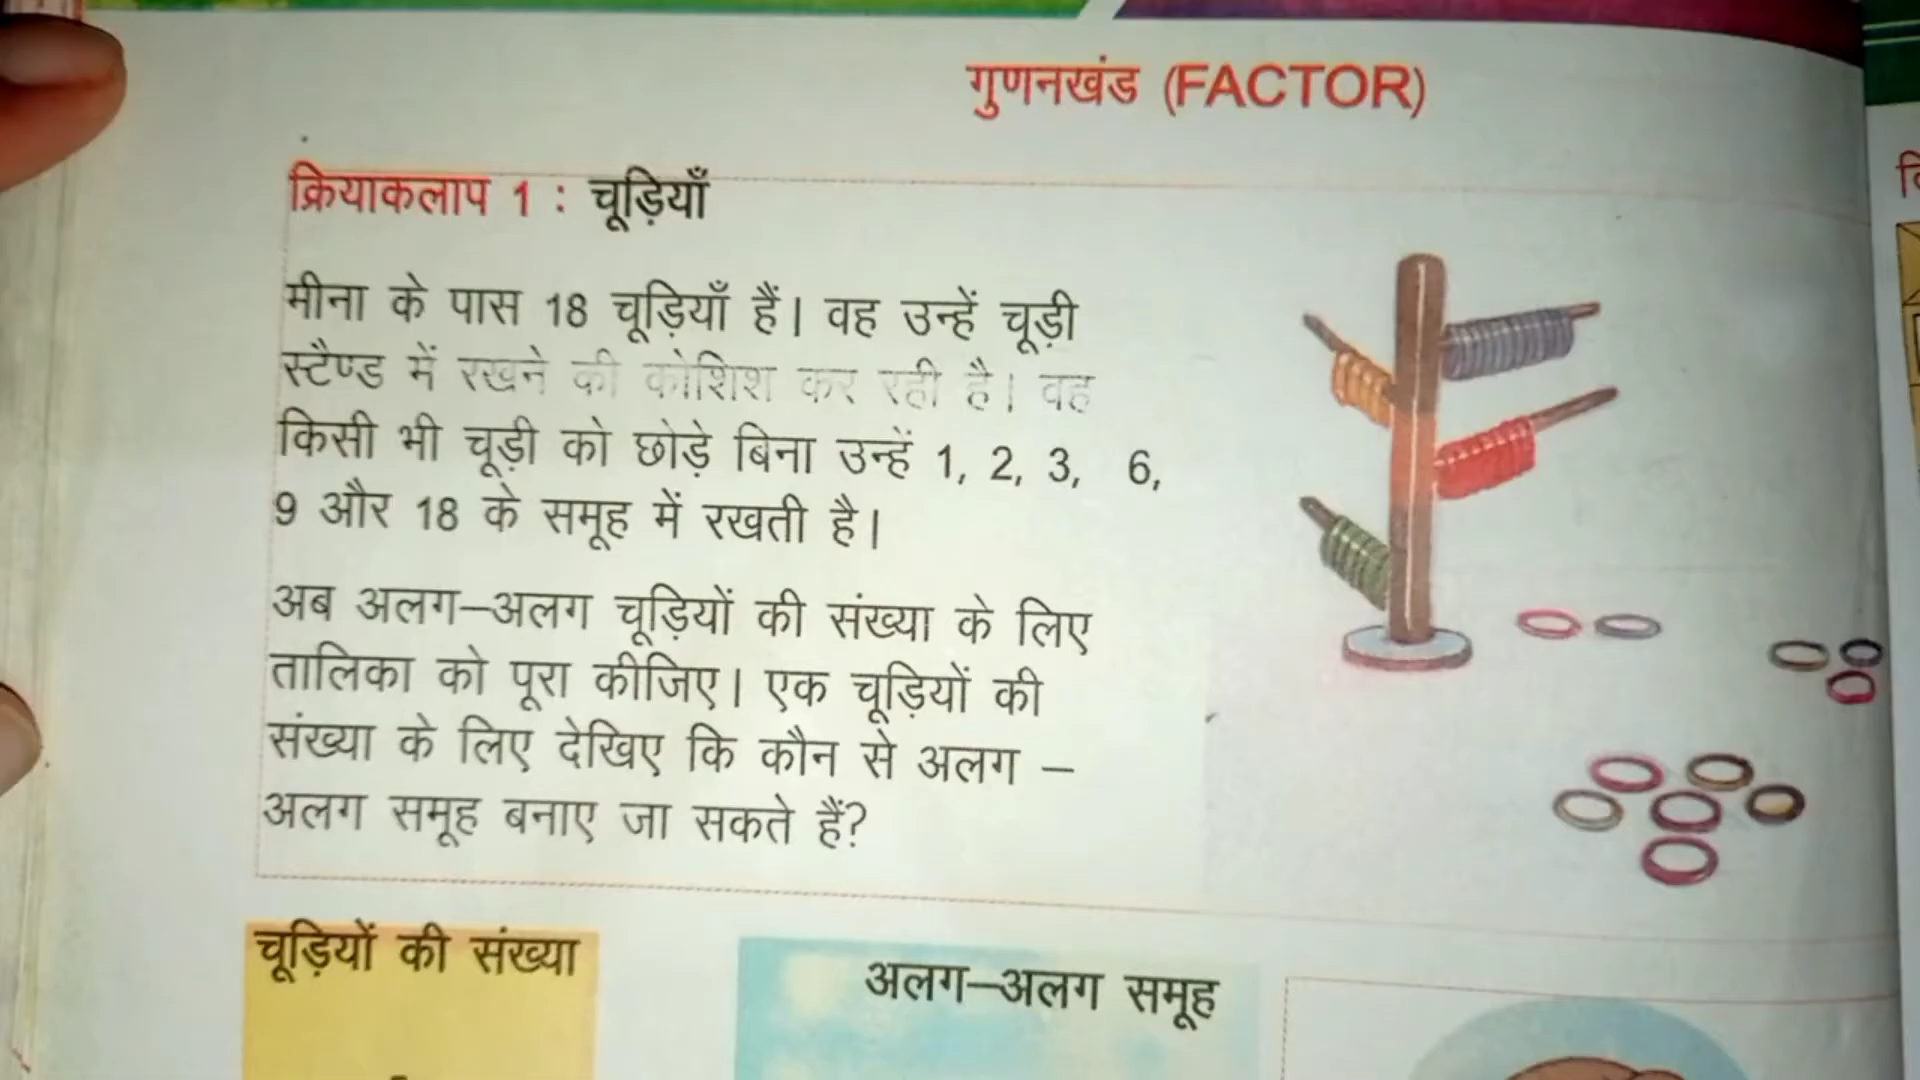 गुणनखंड (FACTOR)
क्रियाकलाप 1 : चूड़ियाँ
मीना के पास 18 चूड़ियाँ हैं। वह उन्हें चूड़ी
स्टैण्ड में रखने की कोशिश कर रही है। वह
किसी भी चूड़ी को छोड़े बिना उन्हें 1, 2, 3, 6,
9 और 18 के समूह में रखती है।
अब अलग–अलग चूड़ियों की संख्या के लिए
तालिका को पूरा कीजिए। एक चूड़ियों की
संख्या के लिए देखिए कि कौन से अलग –
अलग समूह बनाए जा सकते हैं?
चूड़ियों की संख्या
अलग–अलग समूह